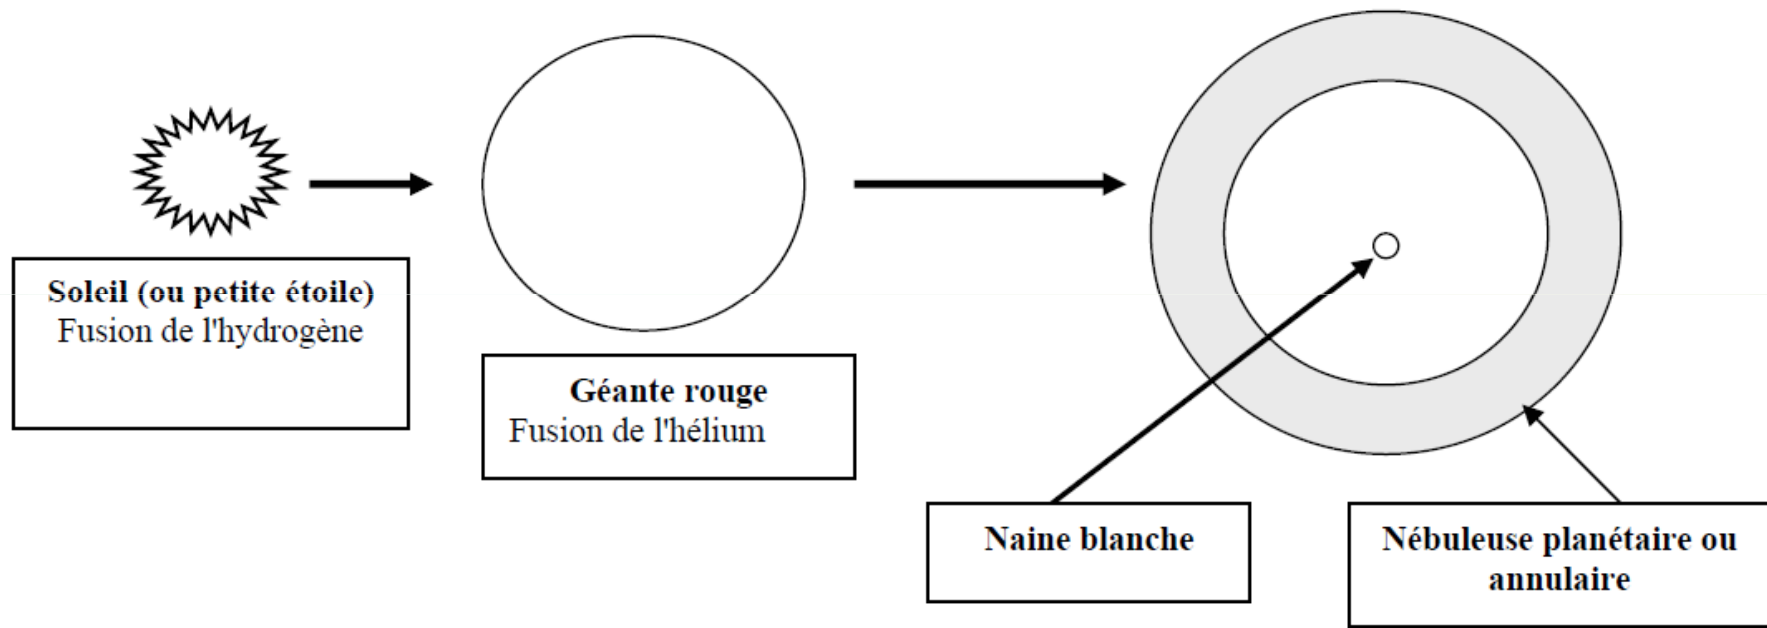 Soleil (ou petite étoile)
Fusion de l'hydrogène
Géante rouge
Fusion de l'hélium
Naine blanche
Nébuleuse planétaire ou
annulaire